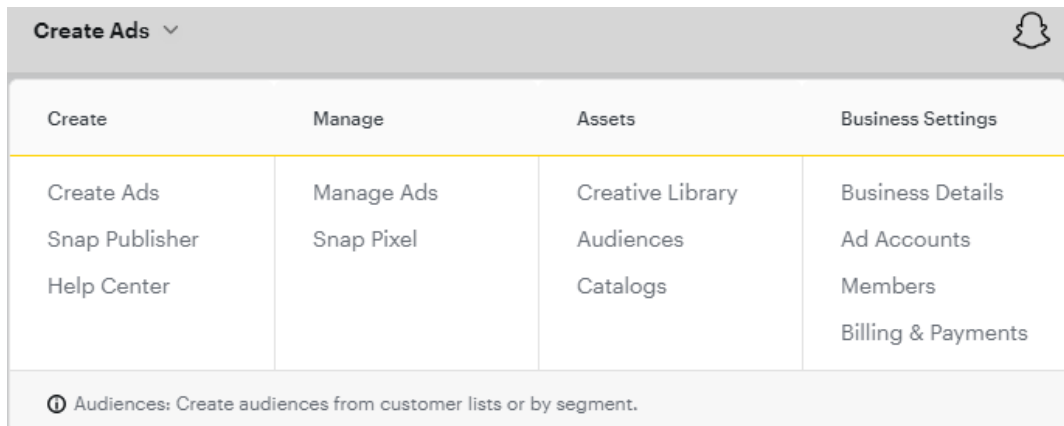 Create Ads
Create Manage Assets Business Settings
Create Ads Manage Ads Creative Library Business Details
Snap Publisher Snap Pixel Audiences Ad Accounts
Help Center Catalogs Members
Billing & Payments
Audiences: Create audiences from customer lists or by segment.